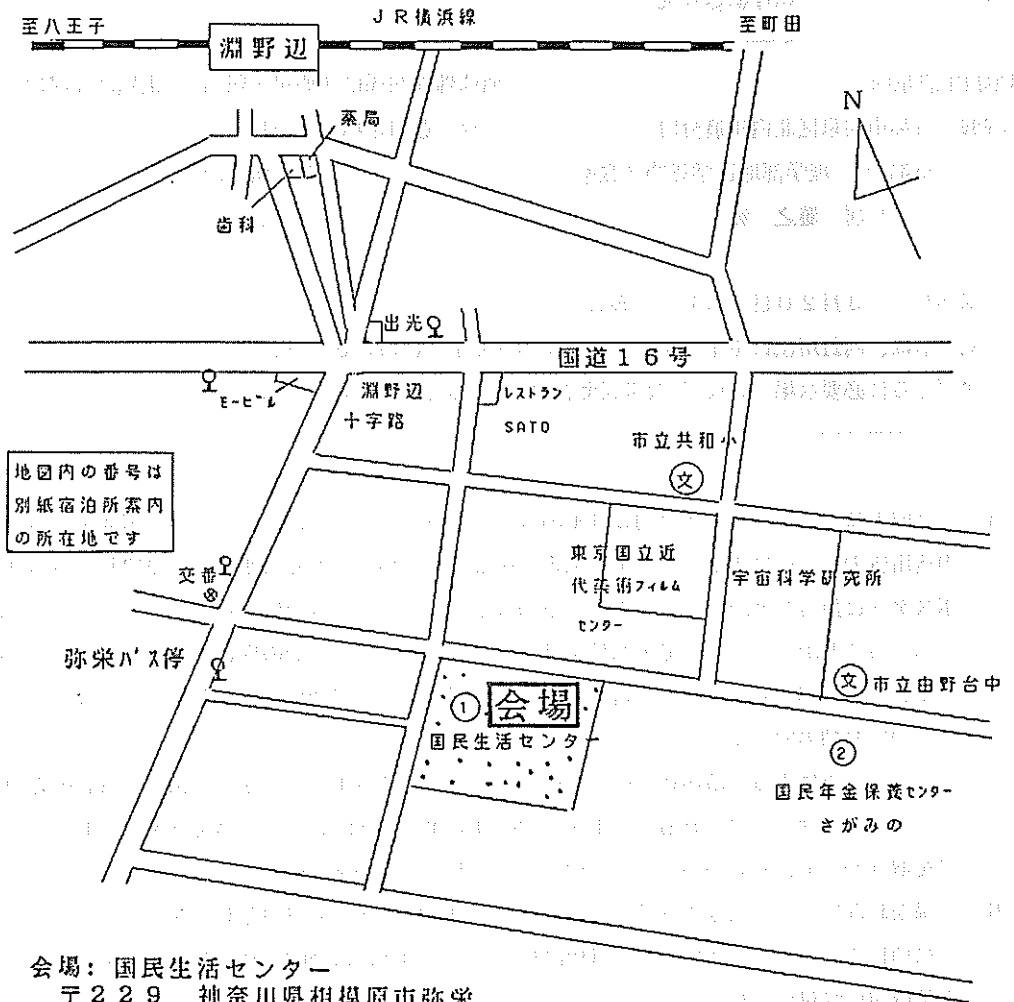 至八王子
JR横浜線
至町田
淵野辺
薬局
N
歯科
出光
国道16号
モービル
淵野辺
十字路
レストラン
SATO
市立共和小
文
地図内の番号は
別紙宿泊所案内
の所在地です
交番
東京国立近
代美術フィルム
センター
宇宙科学研究所
弥栄バス停
文 市立由野台中
① 会場
国民生活センター
②
国民年金保養センター
さがみの
会場: 国民生活センター
〒229 神奈川県相模原市弥栄